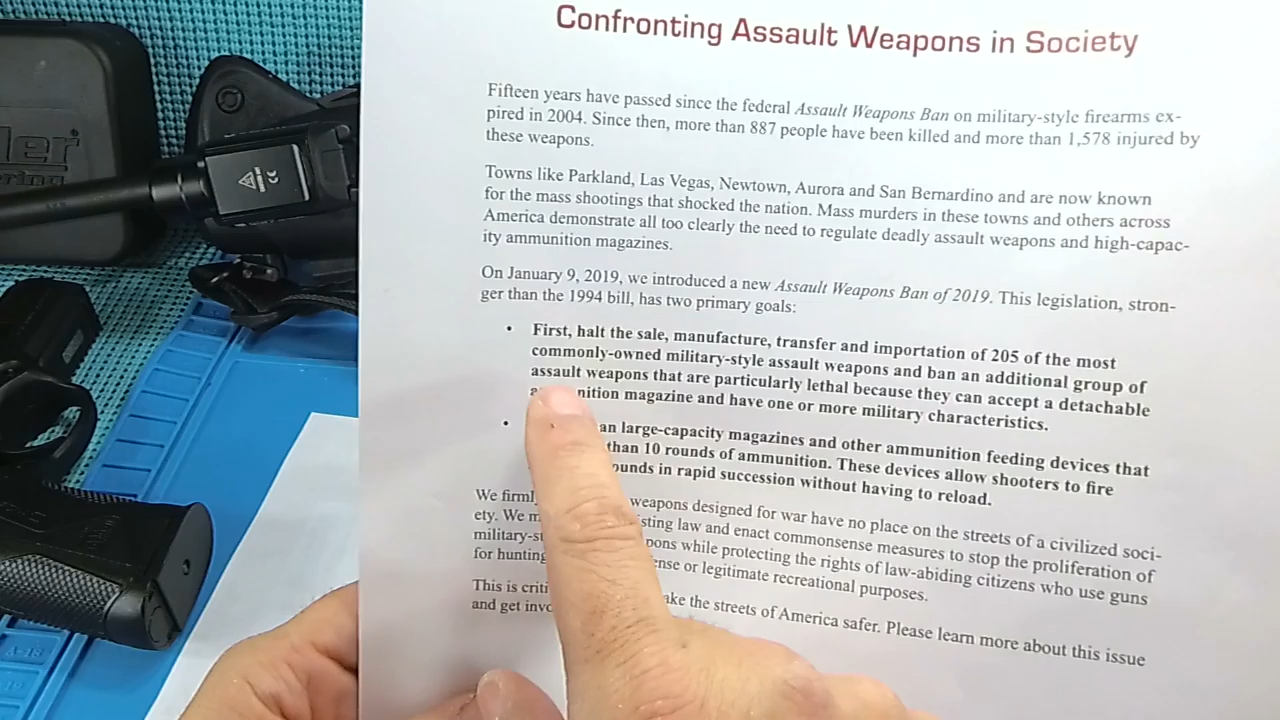 Confronting Assault Weapons in Society
Fifteen years have passed since the federal Assault Weapons Ban on military-style firearms ex-
pired in 2004. Since then, more than 887 people have been killed and more than 1,578 injured by
these weapons.
Towns like Parkland, Las Vegas, Newtown, Aurora and San Bernardino and are now known
for the mass shootings that shocked the nation. Mass murders in these towns and others across
America demonstrate all too clearly the need to regulate deadly assault weapons and high-capac-
ity ammunition magazines.
On January 9, 2019, we introduced a new Assault Weapons Ban of 2019. This legislation, stron-
ger than the 1994 bill, has two primary goals:
• First, halt the sale, manufacture, transfer and importation of 205 of the most
commonly-owned military-style assault weapons and ban an additional group of
assault weapons that are particularly lethal because they can accept a detachable
nition magazine and have one or more military characteristics.
• an large-capacity magazines and other ammunition feeding devices that
than 10 rounds of ammunition. These devices allow shooters to fire
ounds in rapid succession without having to reload.
We firml weapons designed for war have no place on the streets of a civilized soci-
ety. We m sting law and enact commonsense measures to stop the proliferation of
military-st pons while protecting the rights of law-abiding citizens who use guns
for hunting nse or legitimate recreational purposes.
This is criti ake the streets of America safer. Please learn more about this issue
and get invo
CE
A-18